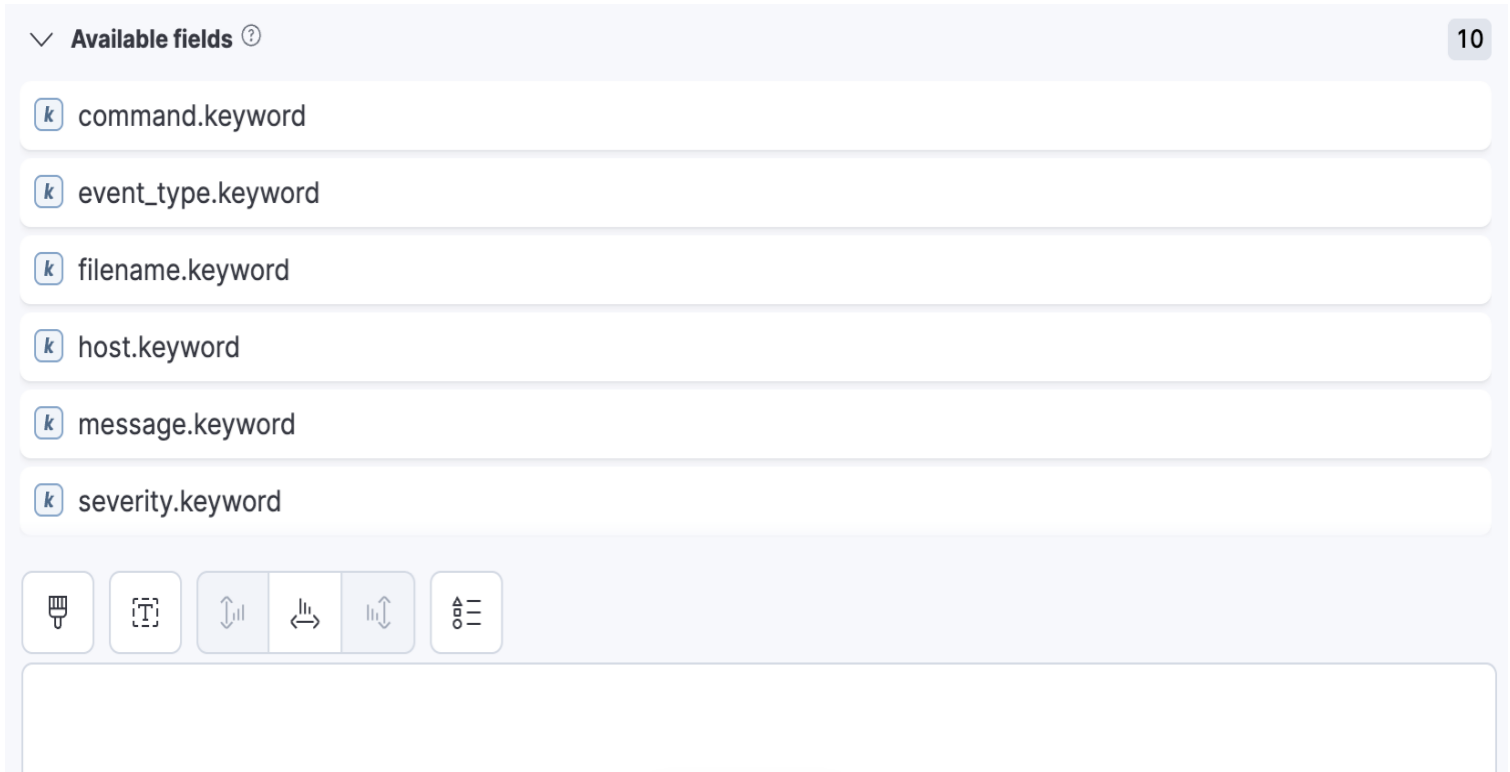 Available fields ?
10
k command.keyword
k event_type.keyword
k filename.keyword
k host.keyword
k message.keyword
k severity.keyword
T